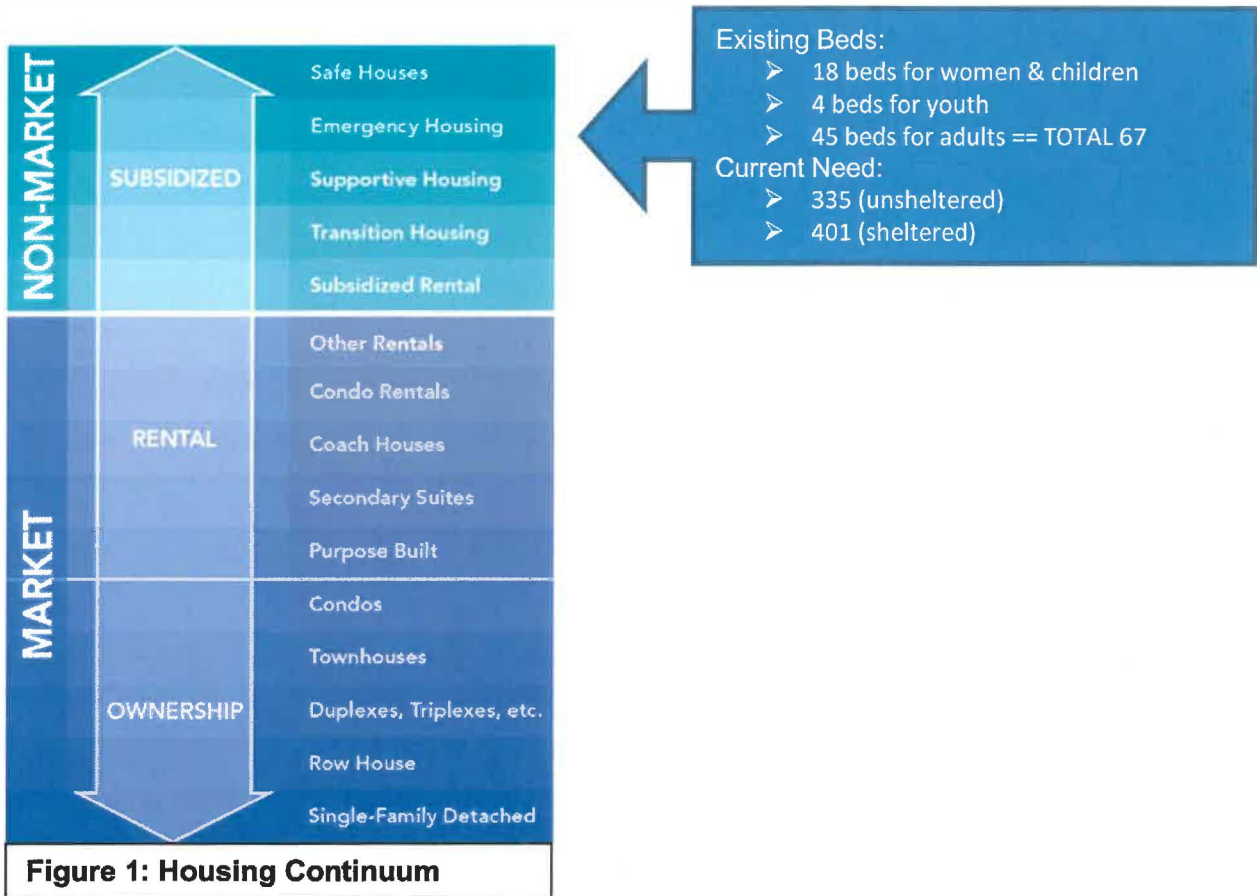 NON-MARKET
SUBSIDIZED
Safe Houses
Emergency Housing
Supportive Housing
Transition Housing
Subsidized Rental
MARKET
RENTAL
Other Rentals
Condo Rentals
Coach Houses
Secondary Suites
Purpose Built
OWNERSHIP
Condos
Townhouses
Duplexes, Triplexes, etc.
Row House
Single-Family Detached
Figure 1: Housing Continuum
Existing Beds:
➢ 18 beds for women & children
➢ 4 beds for youth
➢ 45 beds for adults == TOTAL 67
Current Need:
➢ 335 (unsheltered)
➢ 401 (sheltered)